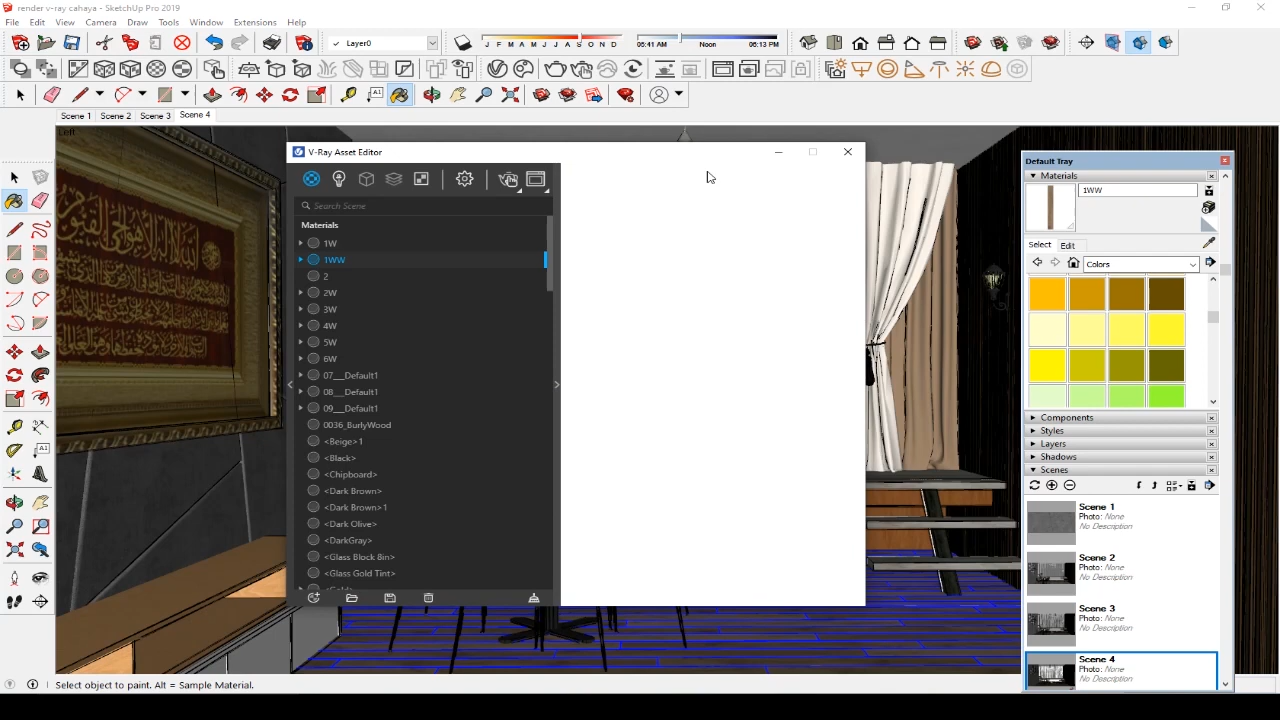 render v-ray cahaya - SketchUp Pro 2019
File Edit View Camera Draw Tools Window Extensions Help
Layer0
J F M A M J J A S O N D
06:41 AM Noon 06:13 PM
Scene 1 Scene 2 Scene 3 Scene 4
Left
V-Ray Asset Editor
Search Scene
Materials
1W
1WW
2
2W
3W
4W
5W
6W
07___Default1
08___Default1
09___Default1
0036_BurlyWood
<Beige>1
<Black>
<Chipboard>
<Dark Brown>
<Dark Brown>1
<Dark Olive>
<DarkGray>
<Glass Block 8in>
<Glass Gold Tint>
Default Tray
Materials
1WW
Select Edit
Colors
Components
Styles
Layers
Shadows
Scenes
Scene 1
Photo: None
No Description
Scene 2
Photo: None
No Description
Scene 3
Photo: None
No Description
Scene 4
Photo: None
No Description
Select object to paint. Alt = Sample Material.